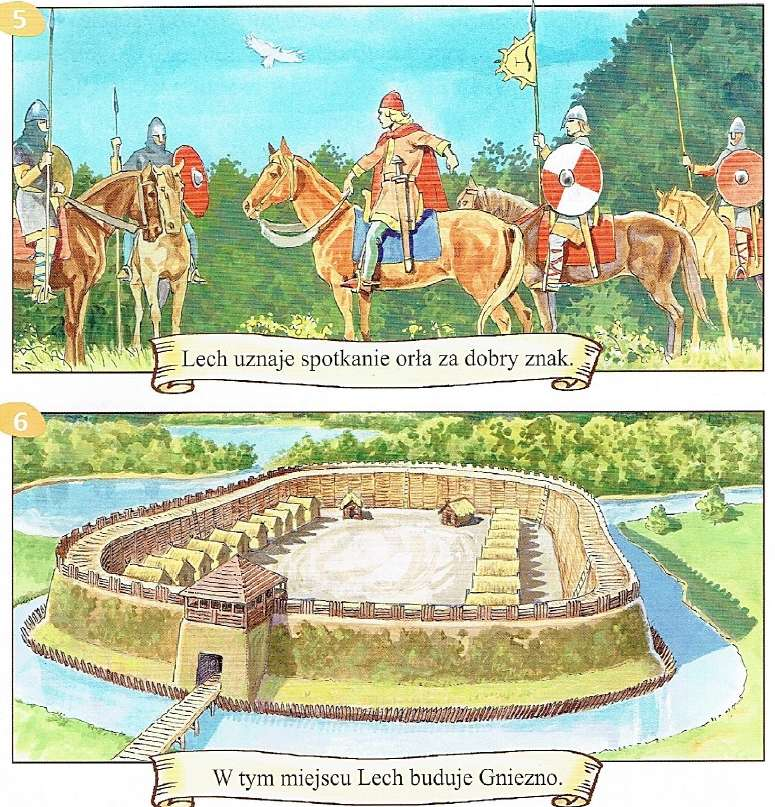 5
Lech uznaje spotkanie orła za dobry znak.
6
W tym miejscu Lech buduje Gniezno.